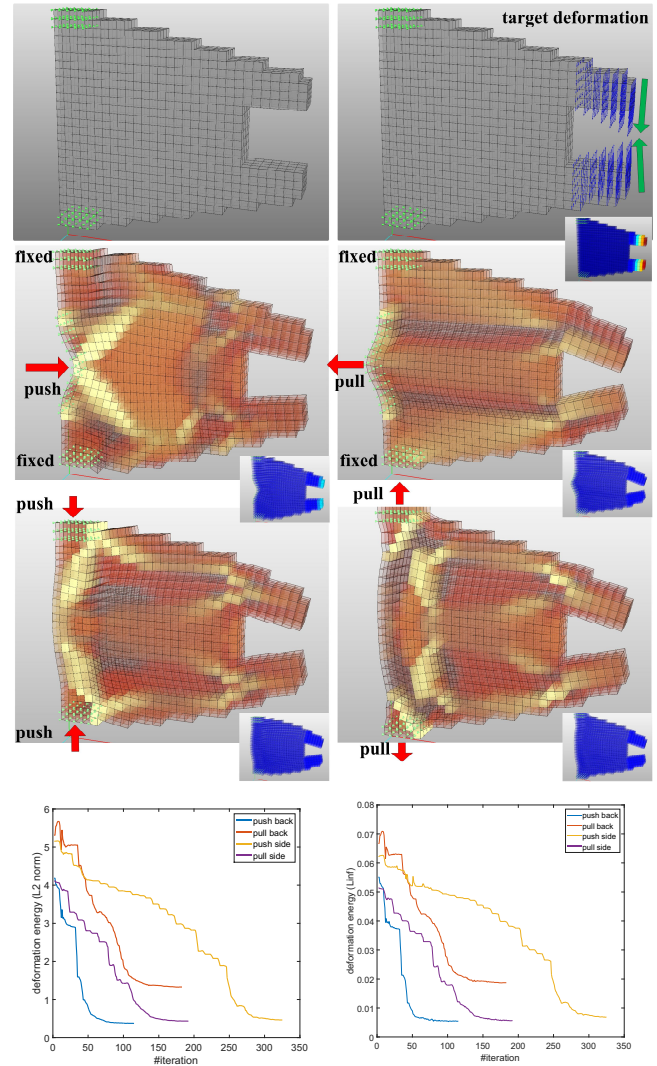 target deformation
fixed
fixed
push
pull
fixed
fixed
push
pull
push
pull
6
5
4
3
2
1
0
0
50
100
150
200
250
300
350
deformation energy (L2 norm)
#iteration
push back
pull back
push side
pull side
0.08
0.07
0.06
0.05
0.04
0.03
0.02
0.01
0
0
50
100
150
200
250
300
350
deformation energy (Linf)
#iteration
push back
pull back
push side
pull side